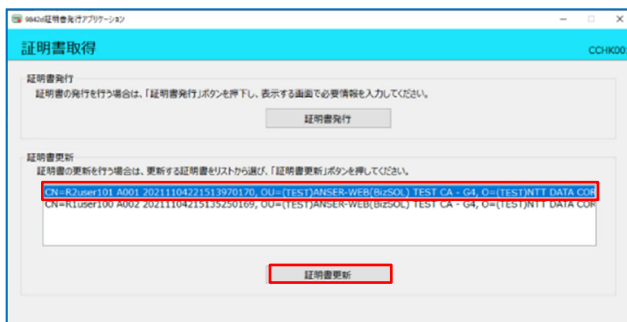 9842d証明書発行アプリケーション
証明書取得
CCHK00
証明書発行
証明書の発行を行う場合は、「証明書発行」ボタンを押下し、表示する画面で必要情報を入力してください。
証明書発行
証明書更新
証明書の更新を行う場合は、更新する証明書をリストから選び、「証明書更新」ボタンを押してください。
CN=R2user101 A001 20211104221513970170, OU=(TEST)ANSER-WEB(BizSOL) TEST CA - G4, O=(TEST)NTT DATA COR
CN=R1user100 A002 20211104215135250169, OU=(TEST)ANSER-WEB(BizSOL) TEST CA - G4, O=(TEST)NTT DATA COR
証明書更新